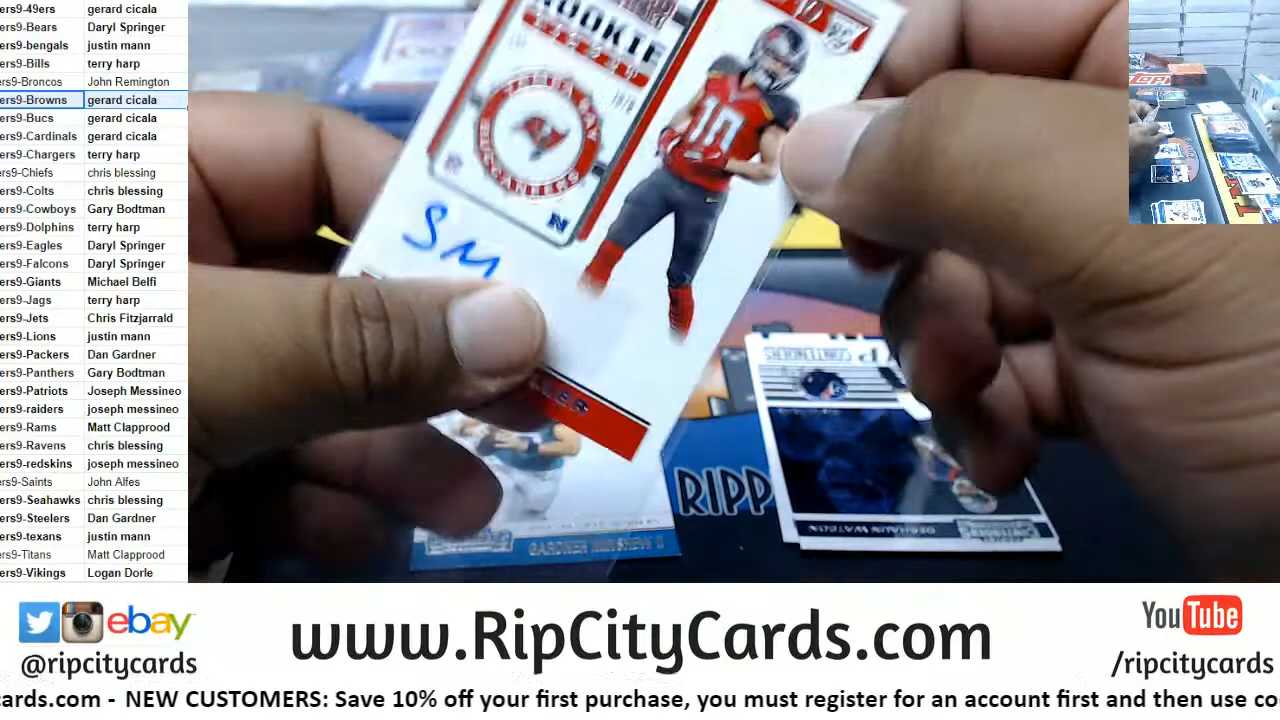 ers9-49ers gerard cicala
ers9-Bears Daryl Springer
ers9-bengals justin mann
ers9-Bills terry harp
ers9-Broncos John Remington
ers9-Browns gerard cicala
ers9-Bucs gerard cicala
ers9-Cardinals gerard cicala
ers9-Chargers terry harp
ers9-Chiefs chris blessing
ers9-Colts chris blessing
ers9-Cowboys Gary Bodtman
ers9-Dolphins terry harp
ers9-Eagles Daryl Springer
ers9-Falcons Daryl Springer
ers9-Giants Michael Belfi
ers9-Jags terry harp
ers9-Jets Chris Fitzjarrald
ers9-Lions justin mann
ers9-Packers Dan Gardner
ers9-Panthers Gary Bodtman
ers9-Patriots Joseph Messineo
ers9-raiders joseph messineo
ers9-Rams Matt Clapprood
ers9-Ravens chris blessing
ers9-redskins joseph messineo
ers9-Saints John Alfes
ers9-Seahawks chris blessing
ers9-Steelers Dan Gardner
ers9-texans justin mann
ers9-Titans Matt Clapprood
ers9-Vikings Logan Dorle
ROOKIE
TAMPA BAY
BUCCANEERS
10
SM
GARDNER MINSHEW II
RIPP
CONTENDERS
DESHAUN WATSON
ebay
@ripcitycards
www.RipCityCards.com
YouTube
/ripcitycards
cards.com - NEW CUSTOMERS: Save 10% off your first purchase, you must register for an account first and then use co